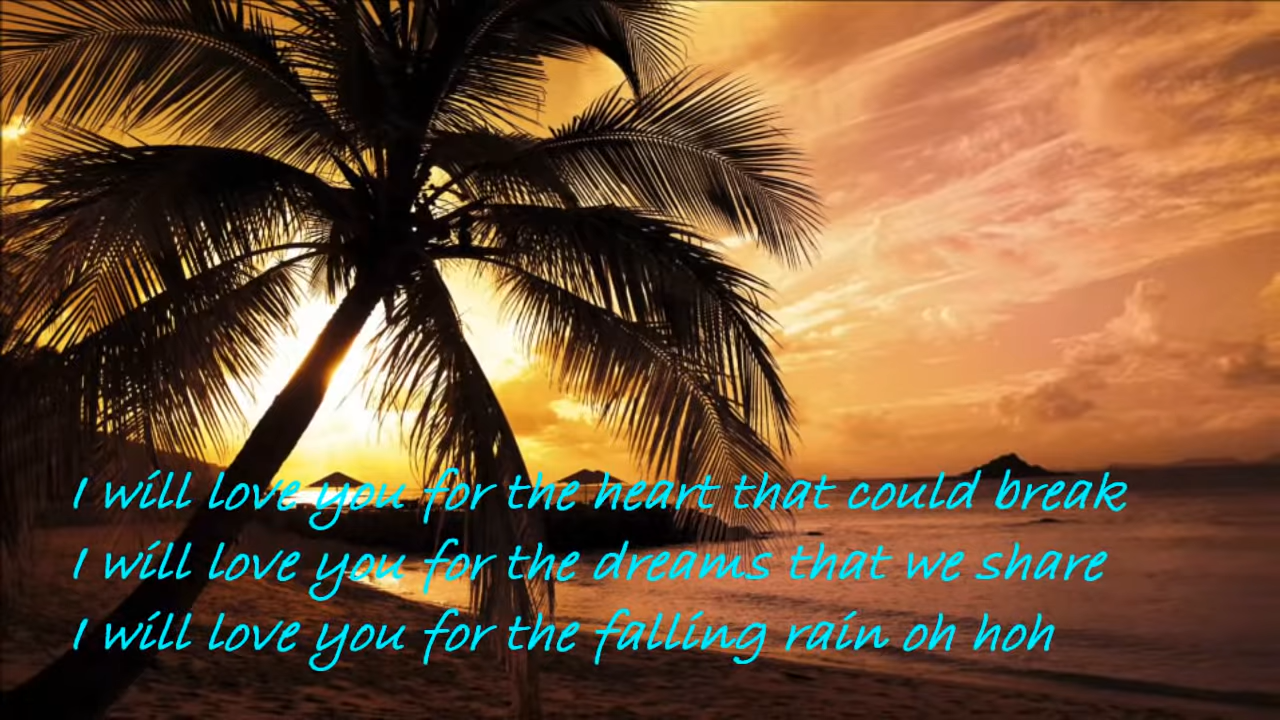 I will love you for the heart that could break
I will love you for the dreams that we share
I will love you for the falling rain oh hoh